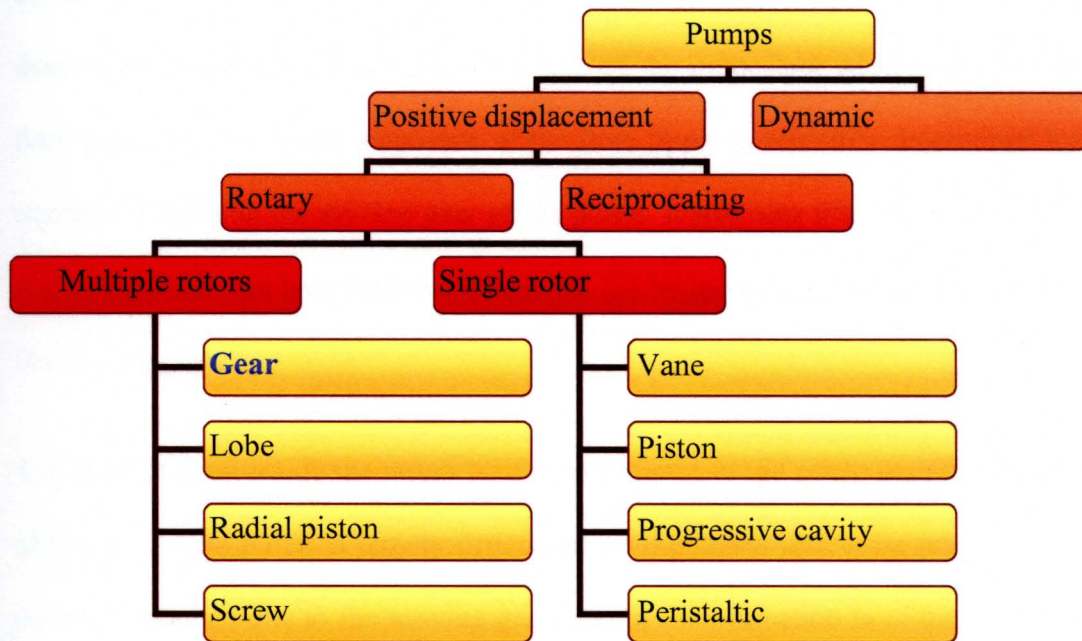 Pumps
Positive displacement
Dynamic
Rotary
Reciprocating
Multiple rotors
Single rotor
Gear
Lobe
Radial piston
Screw
Vane
Piston
Progressive cavity
Peristaltic